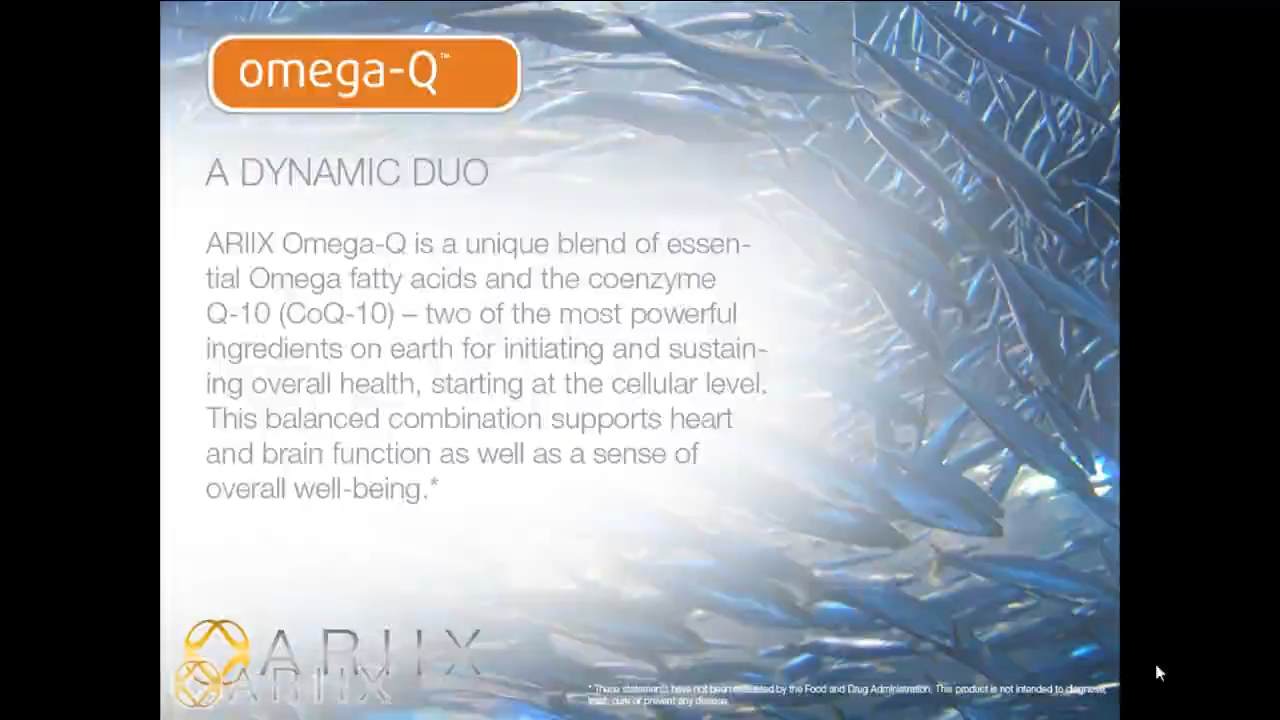 omega-Q™
A DYNAMIC DUO
ARIIX Omega-Q is a unique blend of essen-
tial Omega fatty acids and the coenzyme
Q-10 (CoQ-10) – two of the most powerful
ingredients on earth for initiating and sustain-
ing overall health, starting at the cellular level.
This balanced combination supports heart
and brain function as well as a sense of
overall well-being.*
ARIIX
ARIIX
* These statements have not been evaluated by the Food and Drug Administration. This product is not intended to diagnose,
treat, cure or prevent any disease.